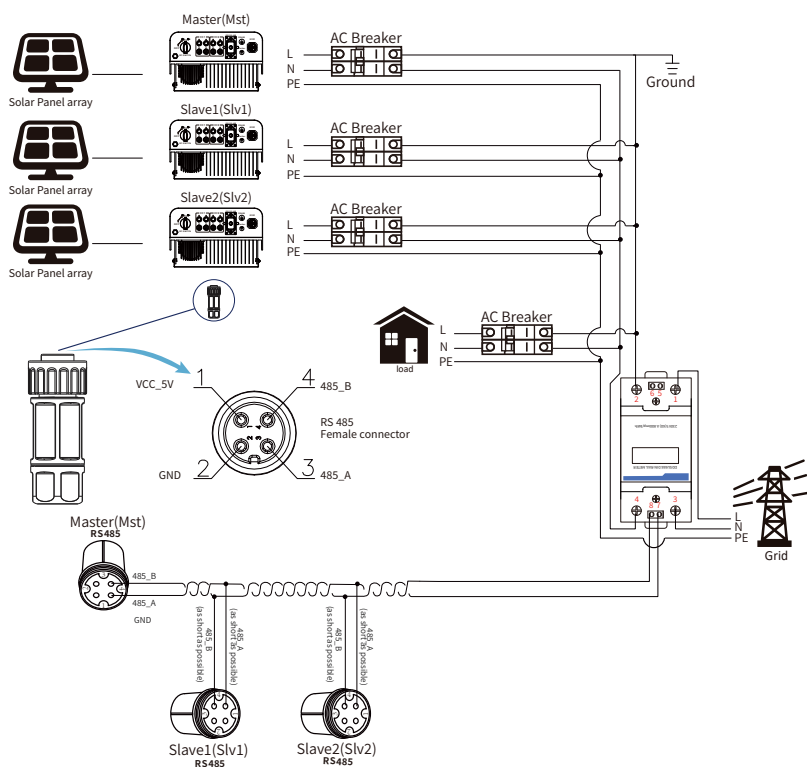 Master(Mst)
Solar Panel array
AC Breaker
L
N
PE
Ground
Slave1(Slv1)
Solar Panel array
AC Breaker
L
N
PE
Slave2(Slv2)
Solar Panel array
AC Breaker
L
N
PE
AC Breaker
L
N
PE
load
VCC_5V
1
4
485_B
RS 485
Female connector
GND
2
3
485_A
1
4
2
3
2
6 5
1
4
8 7
3
L
N
PE
Grid
Master(Mst)
RS485
485_B
485_A
GND
485_B
(as short as possible)
485_A
(as short as possible)
485_B
(as short as possible)
485_A
(as short as possible)
Slave1(Slv1)
RS485
Slave2(Slv2)
RS485